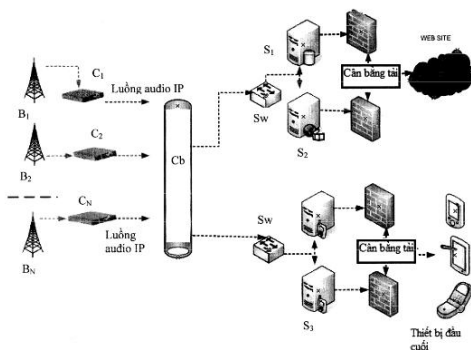 C1
Luồng audio IP
B1
C2
B2
Cb
CN
Luồng
audio IP
BN
S1
Sw
S2
Cân bằng tải
WEB SITE
Sw
S3
Cân bằng tải
Thiết bị đầu
cuối